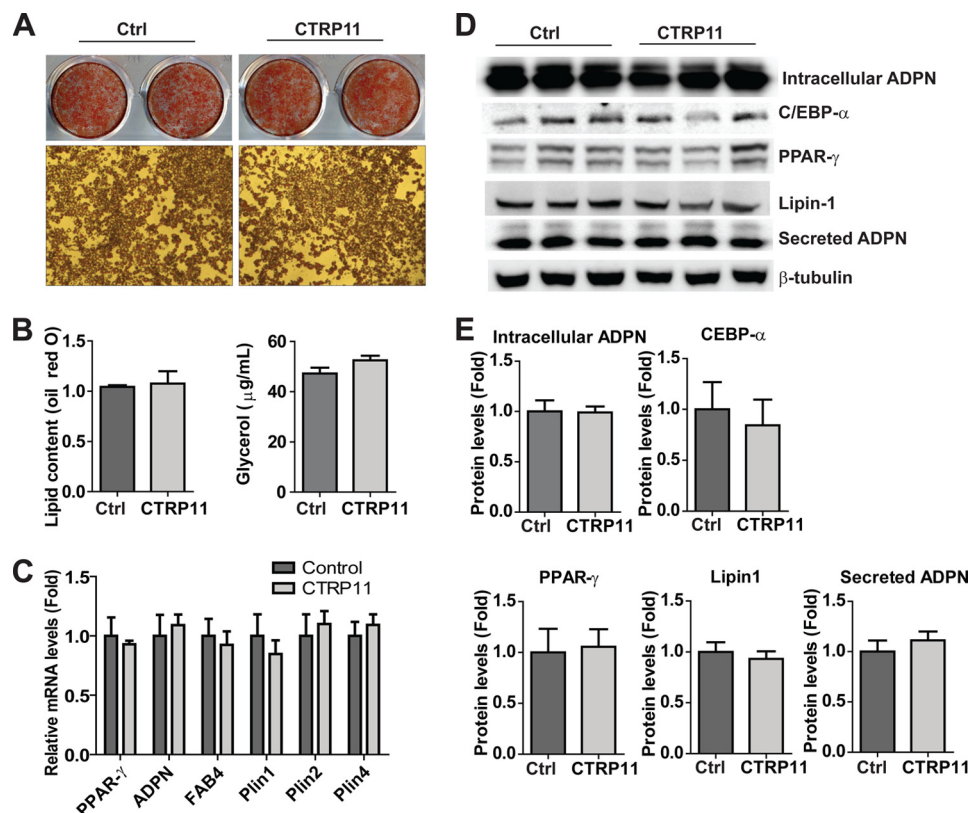 A
Ctrl
CTRP11
B
Lipid content (oil red O)
1.5
1.0
0.5
0.0
Ctrl
CTRP11
Glycerol (μg/mL)
60
40
20
0
Ctrl
CTRP11
C
Relative mRNA levels (Fold)
1.5
1.0
0.5
0.0
Control
CTRP11
PPAR-γ
ADPN
FAB4
Plin1
Plin2
Plin4
D
Ctrl
CTRP11
Intracellular ADPN
C/EBP-α
PPAR-γ
Lipin-1
Secreted ADPN
β-tubulin
E
Intracellular ADPN
Protein levels (Fold)
1.5
1.0
0.5
0.0
Ctrl
CTRP11
CEBP-α
Protein levels (Fold)
1.5
1.0
0.5
0.0
Ctrl
CTRP11
PPAR-γ
Protein levels (Fold)
1.5
1.0
0.5
0.0
Ctrl
CTRP11
Lipin1
Protein levels (Fold)
1.5
1.0
0.5
0.0
Ctrl
CTRP11
Secreted ADPN
Protein levels (Fold)
1.5
1.0
0.5
0.0
Ctrl
CTRP11